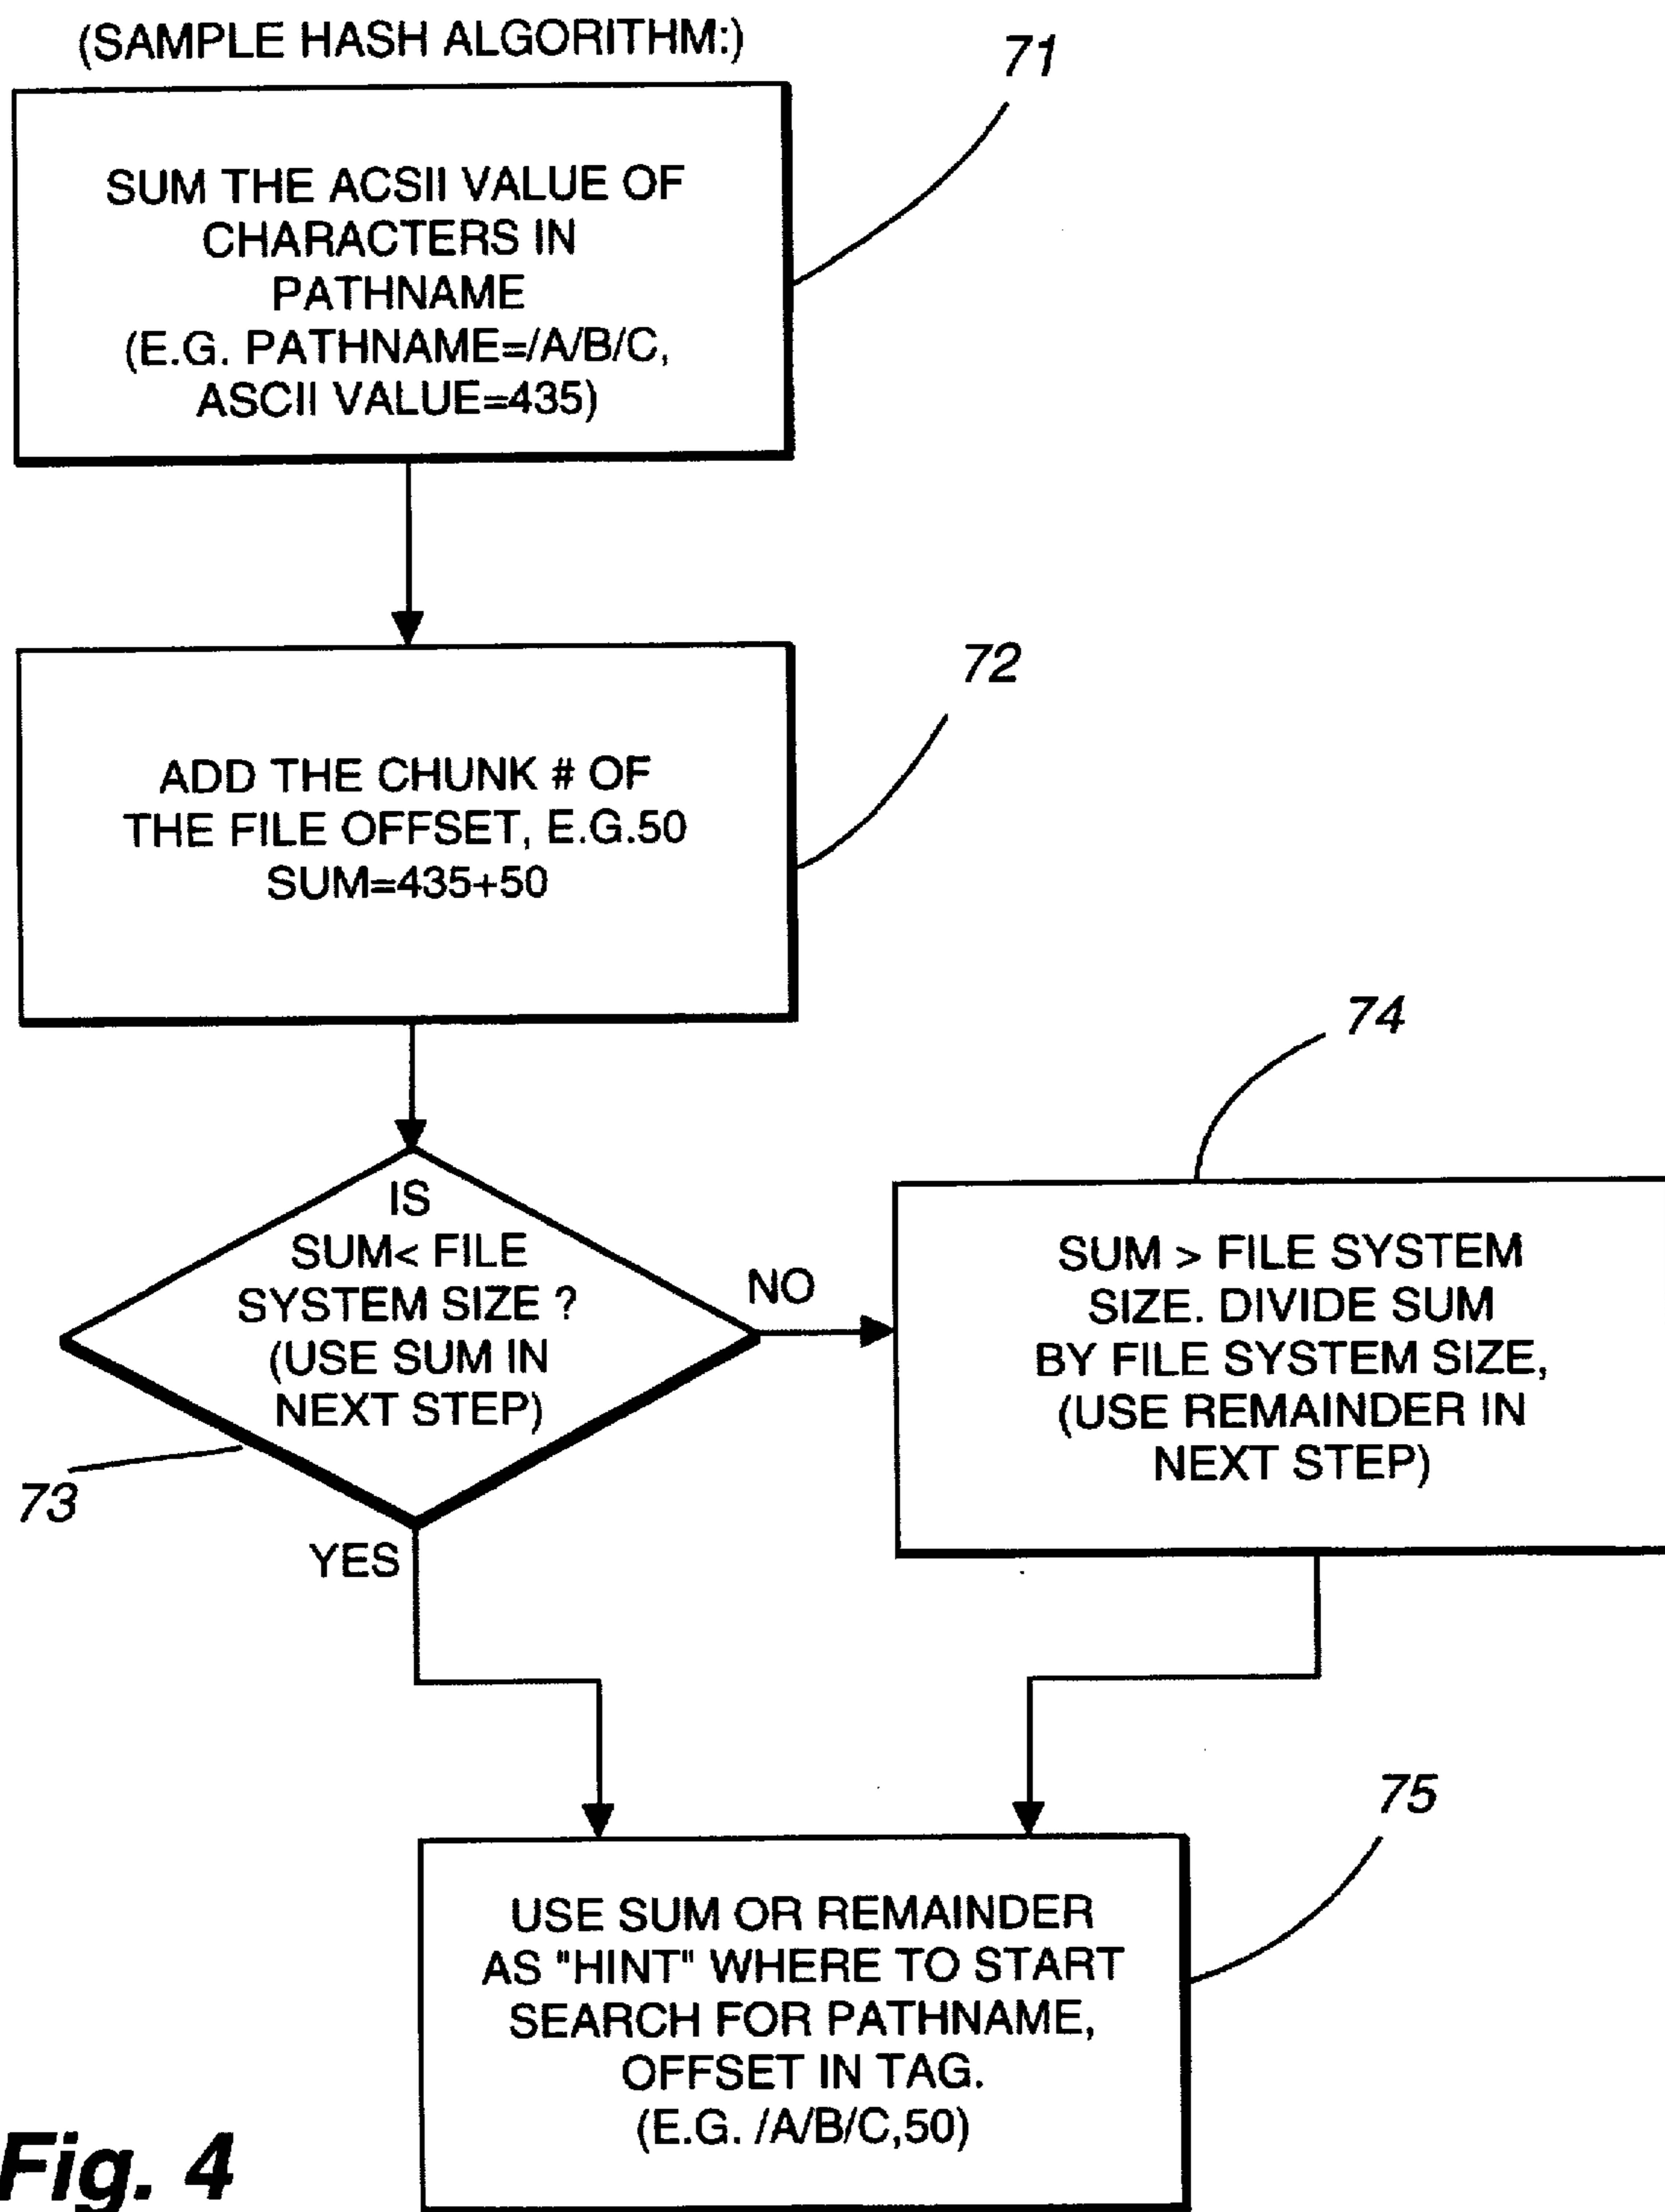 (SAMPLE HASH ALGORITHM:)
71
SUM THE ACSII VALUE OF
CHARACTERS IN
PATHNAME
(E.G. PATHNAME=/A/B/C,
ASCII VALUE=435)
72
ADD THE CHUNK # OF
THE FILE OFFSET, E.G.50
SUM=435+50
73
IS
SUM< FILE
SYSTEM SIZE ?
(USE SUM IN
NEXT STEP)
NO
YES
74
SUM > FILE SYSTEM
SIZE. DIVIDE SUM
BY FILE SYSTEM SIZE,
(USE REMAINDER IN
NEXT STEP)
75
USE SUM OR REMAINDER
AS "HINT" WHERE TO START
SEARCH FOR PATHNAME,
OFFSET IN TAG.
(E.G. /A/B/C,50)
Fig. 4